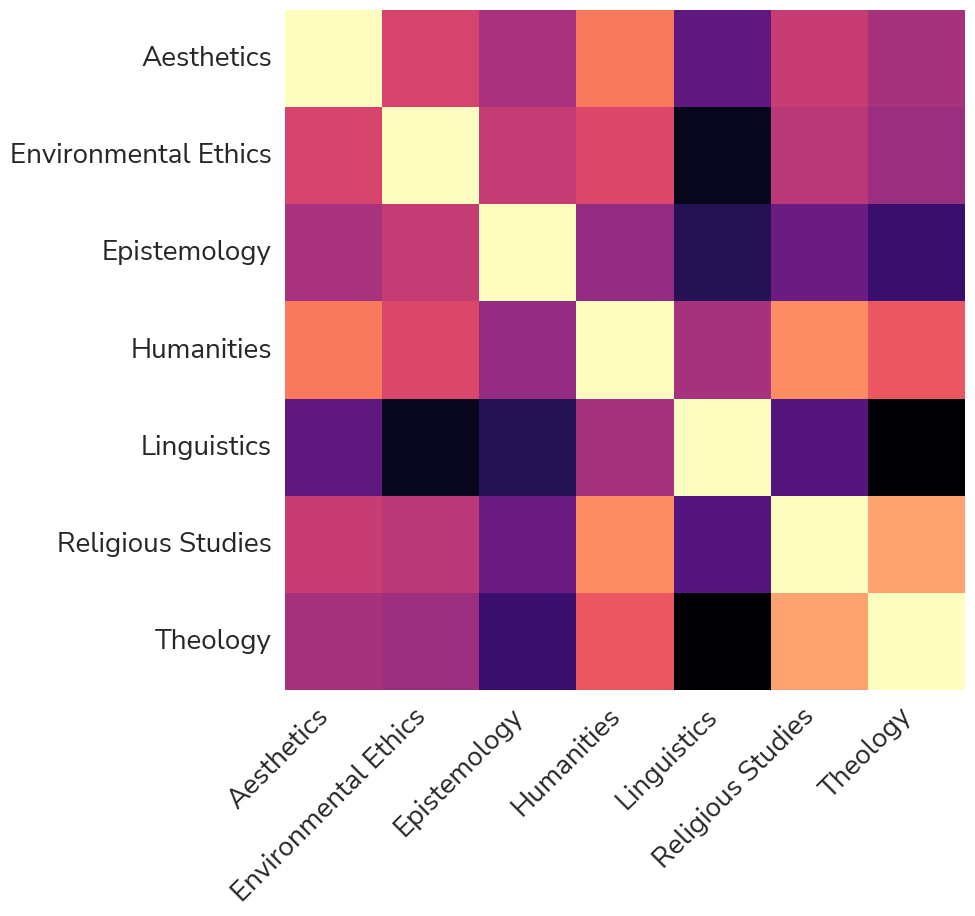 Aesthetics
Environmental Ethics
Epistemology
Humanities
Linguistics
Religious Studies
Theology
Aesthetics
Environmental Ethics
Epistemology
Humanities
Linguistics
Religious Studies
Theology